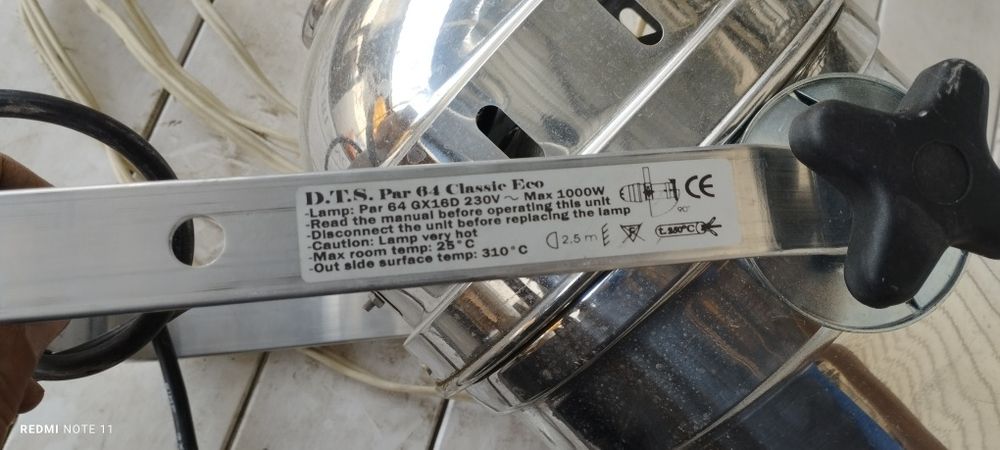 D.T.S. Par 64 Classic Eco
-Lamp: Par 64 GX16D 230V ~ Max 1000W
-Read the manual before operating this unit
-Disconnect the unit before replacing the lamp
-Caution: Lamp very hot
-Max room temp: 25°C
-Out side surface temp: 310°C
CE
90°
2.5 m
F
t. 250°C
REDMI NOTE 11